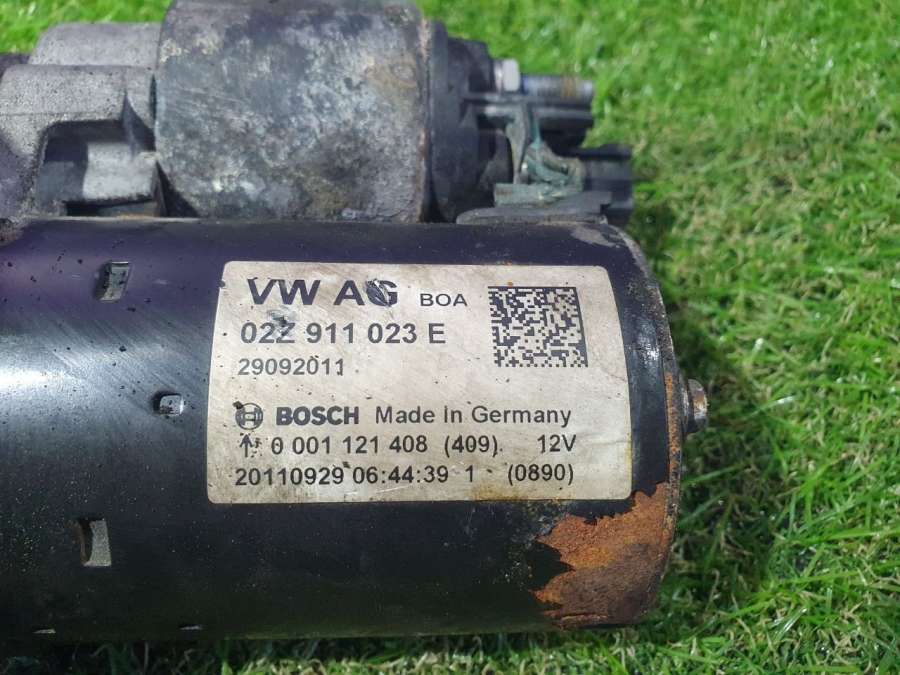 VW AG BOA
02Z 911 023 E
29092011
BOSCH Made In Germany
0 001 121 408 (409) 12V
20110929 06:44:39 1 (0890)